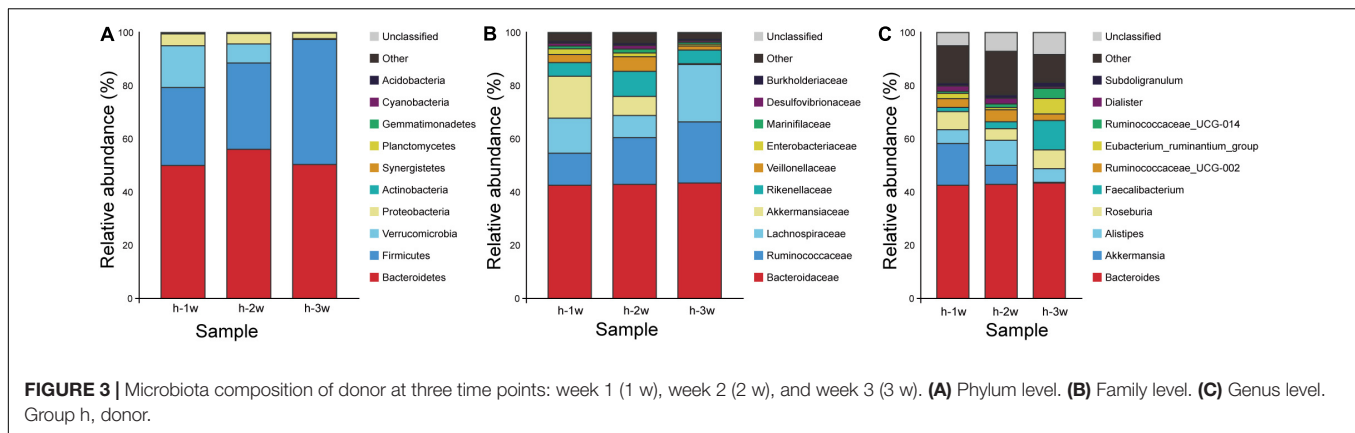 A
Relative abundance (%)
100
80
60
40
20
0
h-1w
h-2w
h-3w
Sample
Unclassified
Other
Acidobacteria
Cyanobacteria
Gemmatimonadetes
Planctomycetes
Synergistetes
Actinobacteria
Proteobacteria
Verrucomicrobia
Firmicutes
Bacteroidetes
B
Relative abundance (%)
100
80
60
40
20
0
h-1w
h-2w
h-3w
Sample
Unclassified
Other
Burkholderiaceae
Desulfovibrionaceae
Marinifilaceae
Enterobacteriaceae
Veillonellaceae
Rikenellaceae
Akkermansiaceae
Lachnospiraceae
Ruminococcaceae
Bacteroidaceae
C
Relative abundance (%)
100
80
60
40
20
0
h-1w
h-2w
h-3w
Sample
Unclassified
Other
Subdoligranulum
Dialister
Ruminococcaceae_UCG-014
Eubacterium_ruminantium_group
Ruminococcaceae_UCG-002
Faecalibacterium
Roseburia
Alistipes
Akkermansia
Bacteroides
FIGURE 3 | Microbiota composition of donor at three time points: week 1 (1 w), week 2 (2 w), and week 3 (3 w). (A) Phylum level. (B) Family level. (C) Genus level.
Group h, donor.